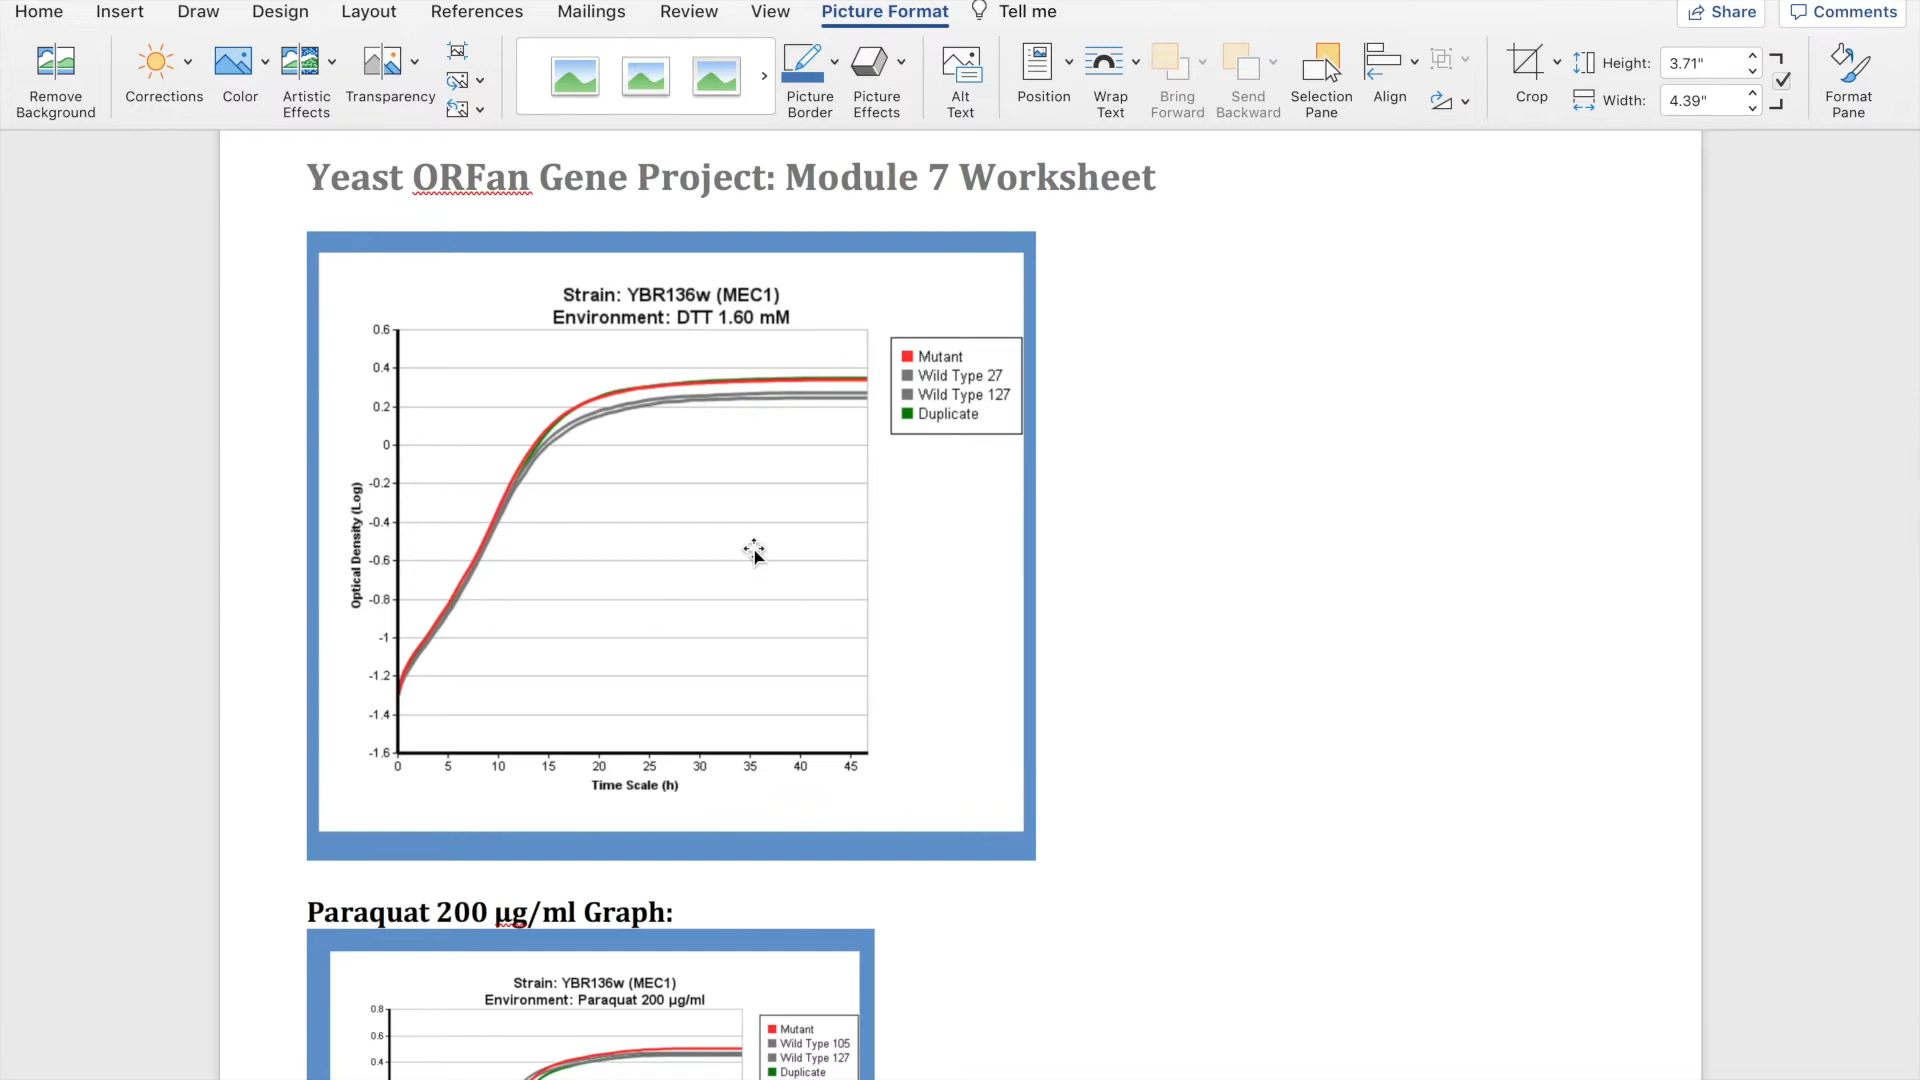 Home Insert Draw Design Layout References Mailings Review View Picture Format Tell me Share Comments
Remove Background
Corrections
Color
Artistic Effects
Transparency
Picture Border
Picture Effects
Alt Text
Position
Wrap Text
Bring Forward
Send Backward
Selection Pane
Align
Crop
Height: 3.71"
Width: 4.39"
Format Pane
Yeast ORFan Gene Project: Module 7 Worksheet
Strain: YBR136w (MEC1)
Environment: DTT 1.60 mM
0.6
0.4
0.2
0
-0.2
-0.4
-0.6
-0.8
-1
-1.2
-1.4
-1.6
Optical Density (Log)
0 5 10 15 20 25 30 35 40 45
Time Scale (h)
Mutant
Wild Type 27
Wild Type 127
Duplicate
Paraquat 200 µg/ml Graph:
Strain: YBR136w (MEC1)
Environment: Paraquat 200 µg/ml
0.8
0.6
0.4
Mutant
Wild Type 105
Wild Type 127
Duplicate